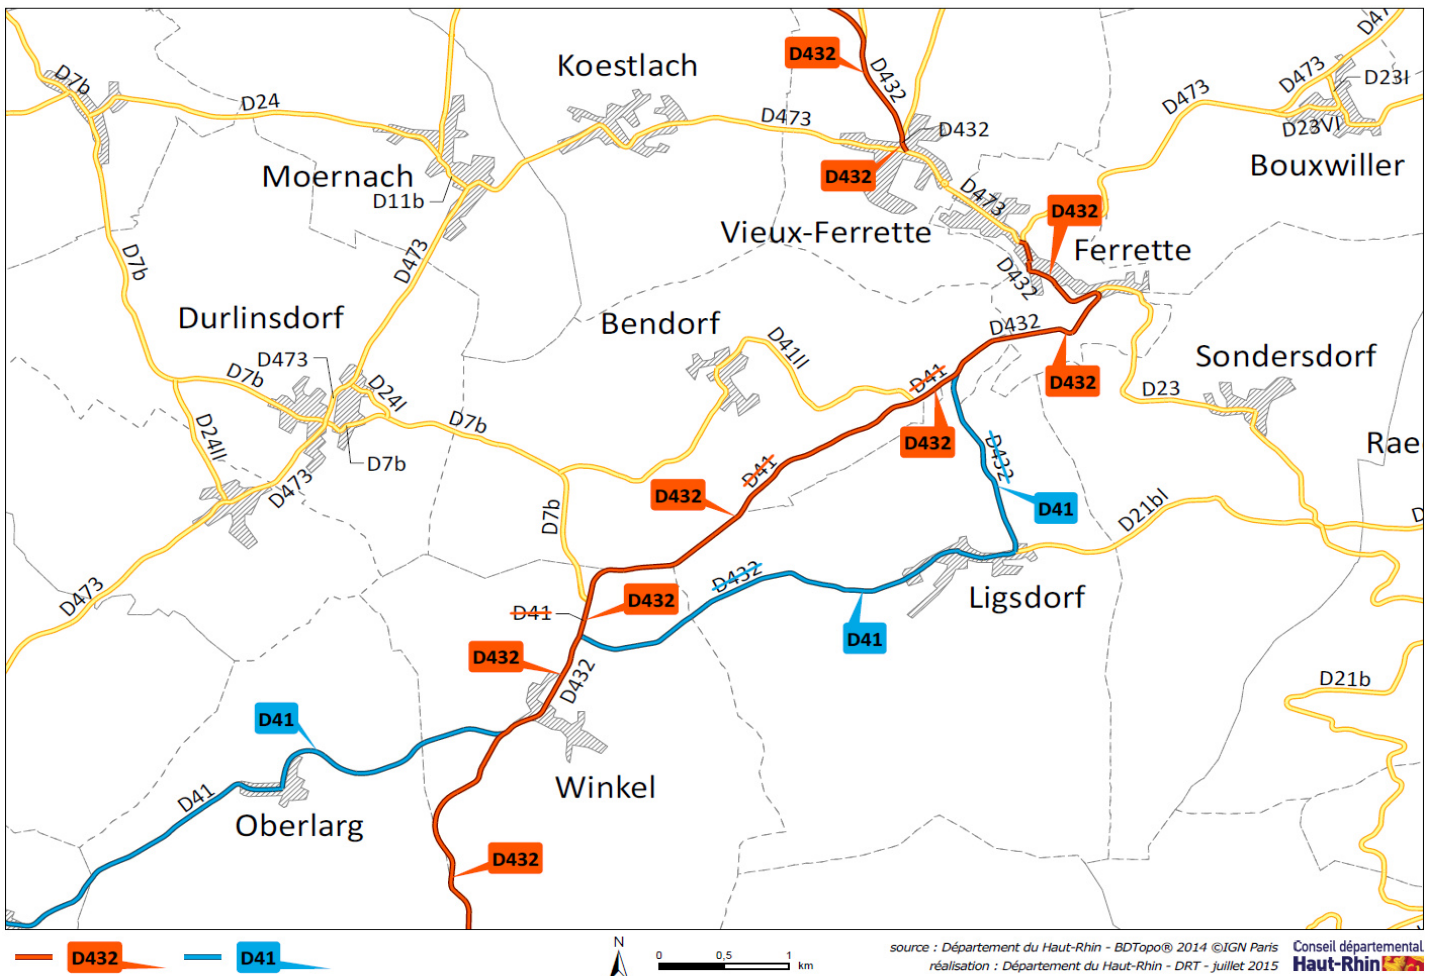 D432
D47
Koestlach
D7b
D432
D473
D23I
D24
D473
D473
D432
D23VI
Bouxwiller
Moernach
D432
D11b
D473
D432
Vieux-Ferrette
Ferrette
D7b
D473
D432
Durlinsdorf
Bendorf
D432
D41II
D473
D7b
D41
Sondersdorf
D24I
D432
D23
D7b
D24II
D432
Rae
D432
D7b
D41
D473
D432
D41
D21bI
D7b
D
D432
D473
D41
D432
Ligsdorf
D41
D432
D432
D21b
D41
Winkel
D41
Oberlarg
D432
D432
D41
N
0 0,5 1
km
source : Département du Haut-Rhin - BDTopo® 2014 ©IGN Paris
réalisation : Département du Haut-Rhin - DRT - juillet 2015
Conseil départemental
Haut-Rhin